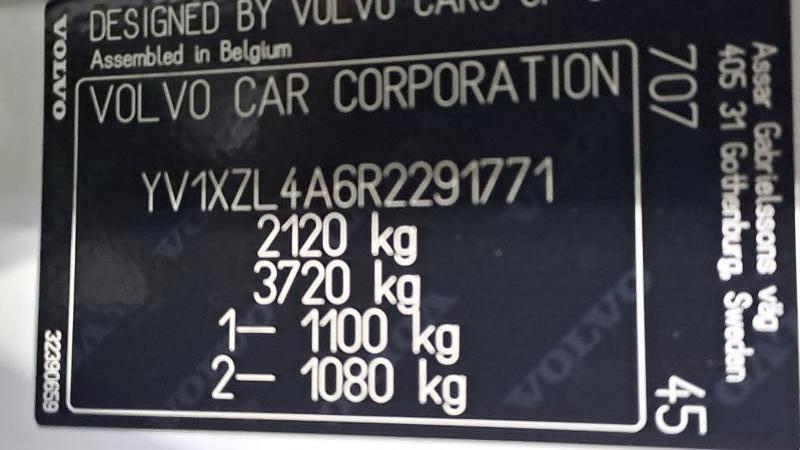 DESIGNED BY VOLVO CARS
Assembled in Belgium
VOLVO CAR CORPORATION
YV1XZL4A6R2291771
2120 kg
3720 kg
1– 1100 kg
2– 1080 kg
VOLVO
32390659
707
45
Assar Gabrielssons väg
405 31 Gothenburg, Sweden
VOLVO